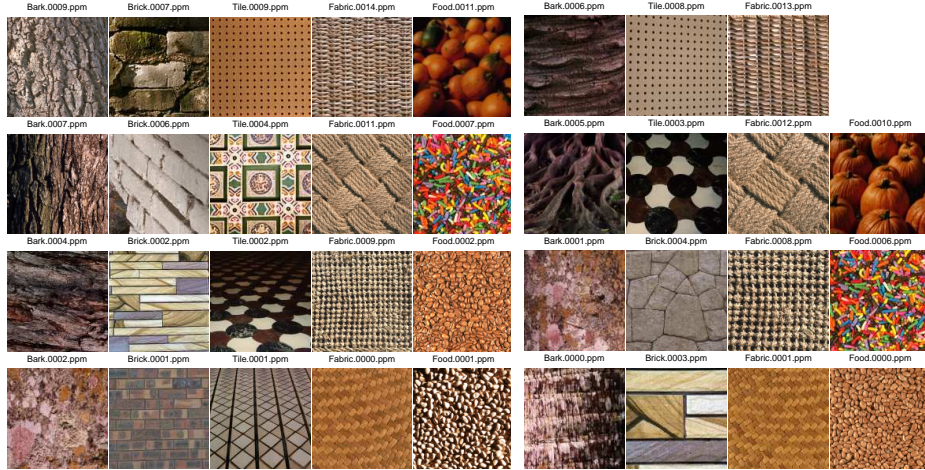 Bark.0009.ppm Brick.0007.ppm Tile.0009.ppm Fabric.0014.ppm Food.0011.ppm Bark.0006.ppm Tile.0008.ppm Fabric.0013.ppm
Bark.0007.ppm Brick.0006.ppm Tile.0004.ppm Fabric.0011.ppm Food.0007.ppm Bark.0005.ppm Tile.0003.ppm Fabric.0012.ppm Food.0010.ppm
Bark.0004.ppm Brick.0002.ppm Tile.0002.ppm Fabric.0009.ppm Food.0002.ppm Bark.0001.ppm Brick.0004.ppm Fabric.0008.ppm Food.0006.ppm
Bark.0002.ppm Brick.0001.ppm Tile.0001.ppm Fabric.0000.ppm Food.0001.ppm Bark.0000.ppm Brick.0003.ppm Fabric.0001.ppm Food.0000.ppm